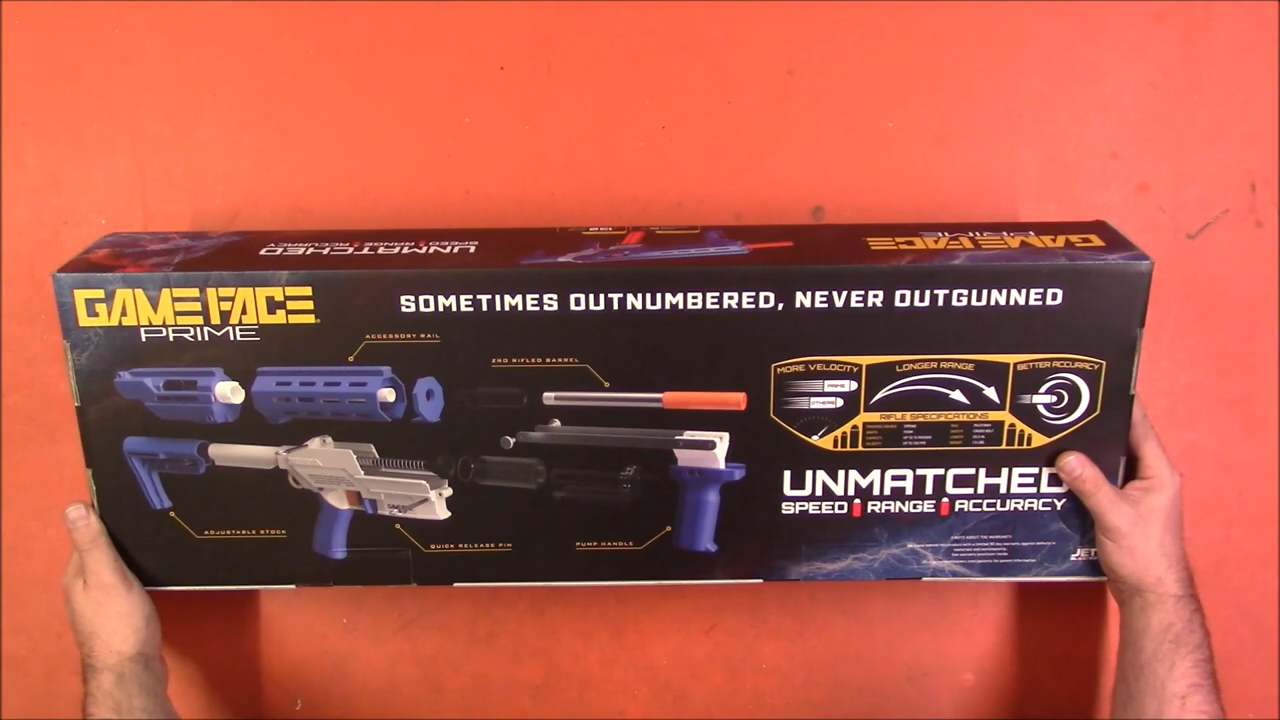 UNMATCHED
SPEED RANGE ACCURACY
GAME FACE
PRIME
GAME FACE
PRIME
SOMETIMES OUTNUMBERED, NEVER OUTGUNNED
ACCESSORY RAIL
ZRO RIFLED BARREL
MORE VELOCITY
LONGER RANGE
BETTER ACCURACY
PRIME
OTHERS
RIFLE SPECIFICATIONS
UNMATCHED
SPEED RANGE ACCURACY
ADJUSTABLE STOCK
QUICK RELEASE PIN
PUMP HANDLE